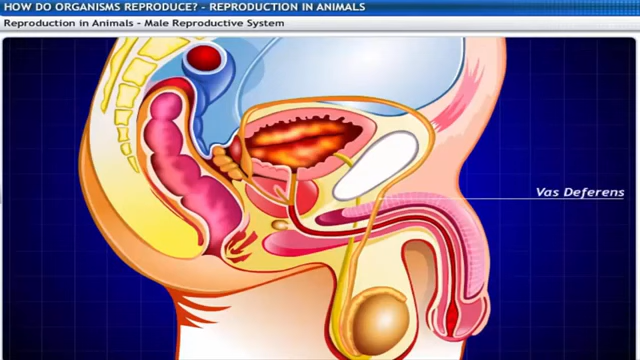 HOW DO ORGANISMS REPRODUCE? - REPRODUCTION IN ANIMALS
Reproduction in Animals - Male Reproductive System
Vas Deferens